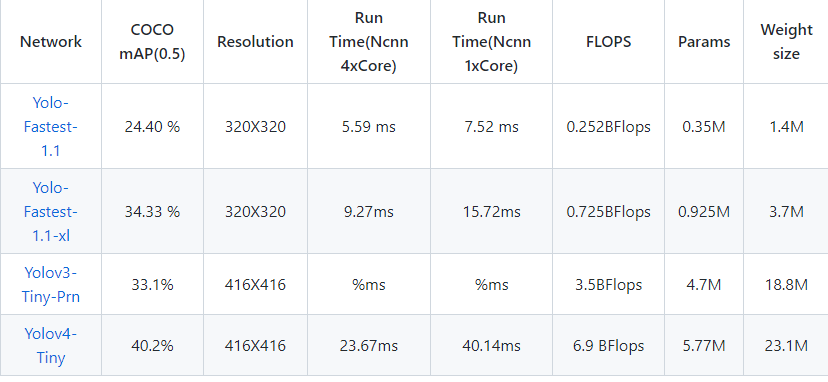 Network COCO mAP(0.5) Resolution Run Time(Ncnn 4xCore) Run Time(Ncnn 1xCore) FLOPS Params Weight size
Yolo-Fastest-1.1 24.40 % 320X320 5.59 ms 7.52 ms 0.252BFlops 0.35M 1.4M
Yolo-Fastest-1.1-xl 34.33 % 320X320 9.27ms 15.72ms 0.725BFlops 0.925M 3.7M
Yolov3-Tiny-Prn 33.1% 416X416 %ms %ms 3.5BFlops 4.7M 18.8M
Yolov4-Tiny 40.2% 416X416 23.67ms 40.14ms 6.9 BFlops 5.77M 23.1M